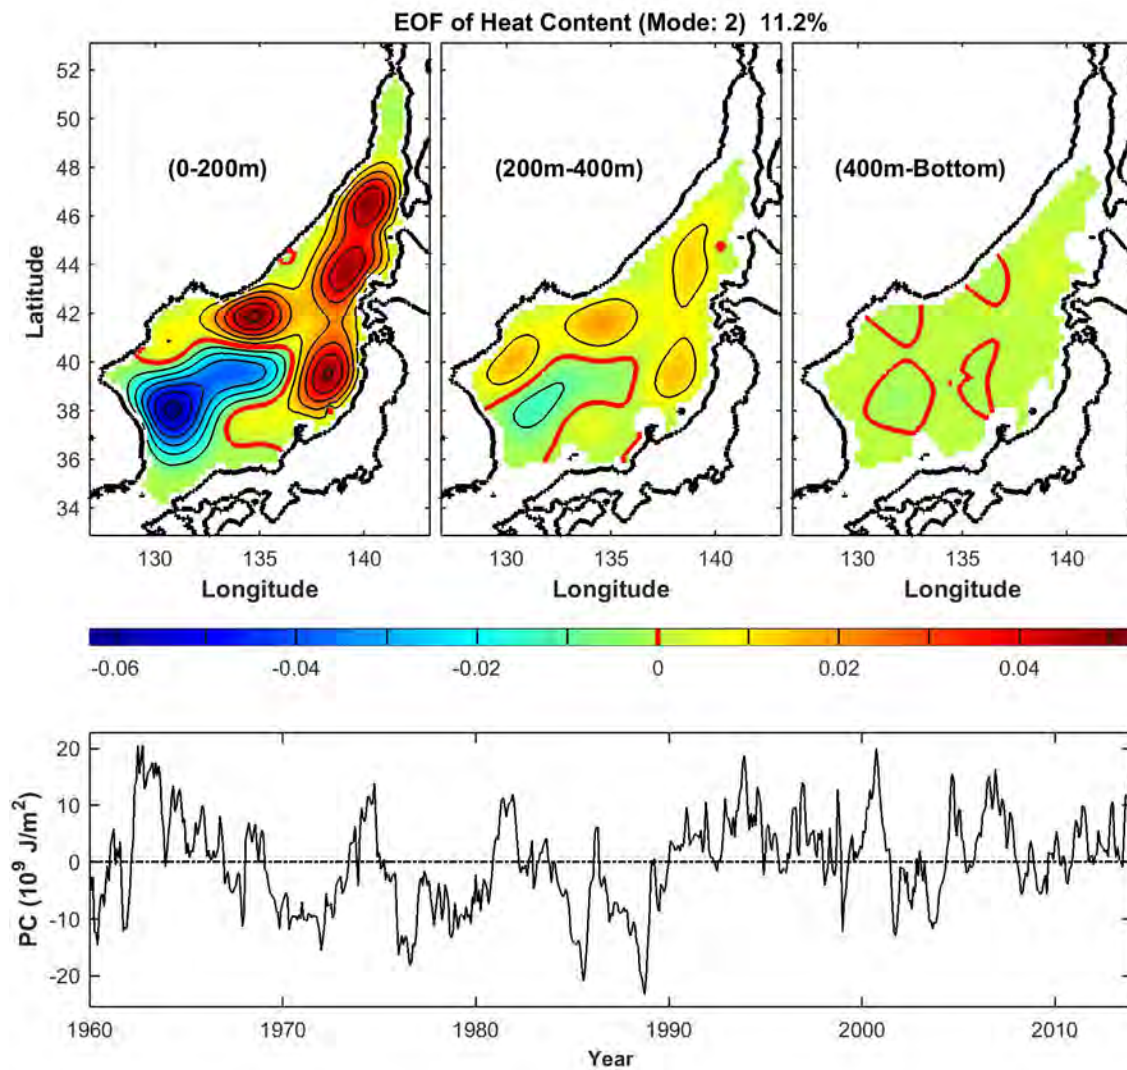 EOF of Heat Content (Mode: 2) 11.2%
52
50
48
46
44
42
40
38
36
34
Latitude
(0-200m)
(200m-400m)
(400m-Bottom)
130 135 140
130 135 140
130 135 140
Longitude Longitude Longitude
-0.06 -0.04 -0.02 0 0.02 0.04
20
10
0
-10
-20
PC (10⁹ J/m²)
1960 1970 1980 1990 2000 2010
Year